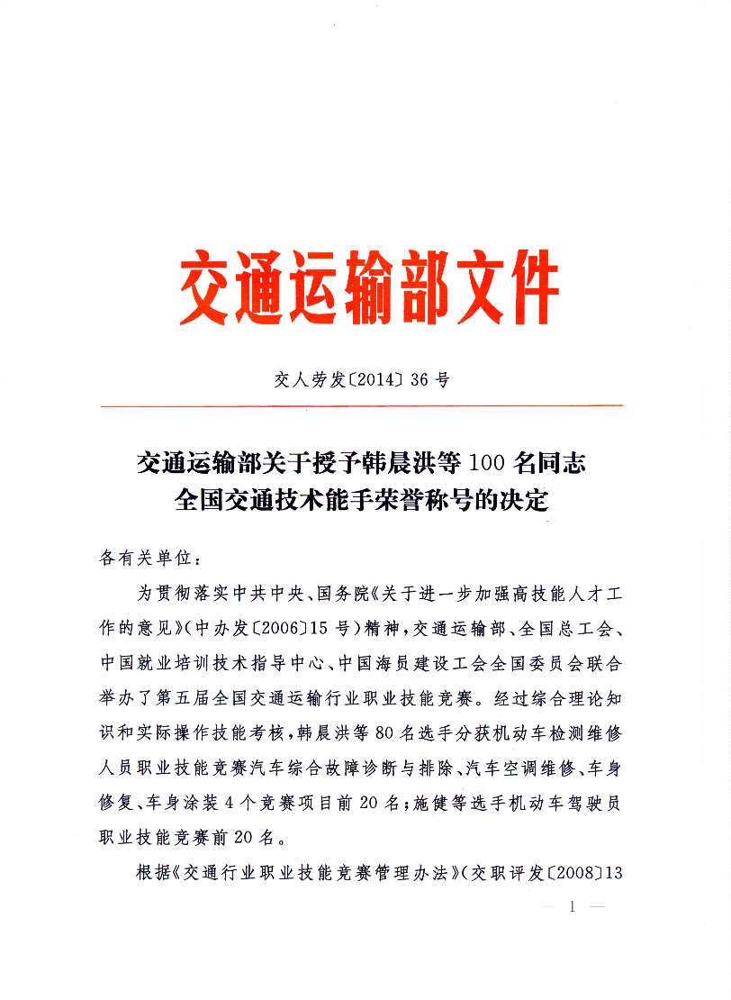 交通运输部文件
交人劳发〔2014〕36号
交通运输部关于授予韩晨洪等100名同志
全国交通技术能手荣誉称号的决定
各有关单位：
为贯彻落实中共中央、国务院《关于进一步加强高技能人才工
作的意见》（中办发〔2006〕15号）精神，交通运输部、全国总工会、
中国就业培训技术指导中心、中国海员建设工会全国委员会联合
举办了第五届全国交通运输行业职业技能竞赛。经过综合理论知
识和实际操作技能考核，韩晨洪等80名选手分获机动车检测维修
人员职业技能竞赛汽车综合故障诊断与排除、汽车空调维修、车身
修复、车身涂装4个竞赛项目前20名；施健等选手机动车驾驶员
职业技能竞赛前20名。
根据《交通行业职业技能竞赛管理办法》（交职评发〔2008〕13
— 1 —